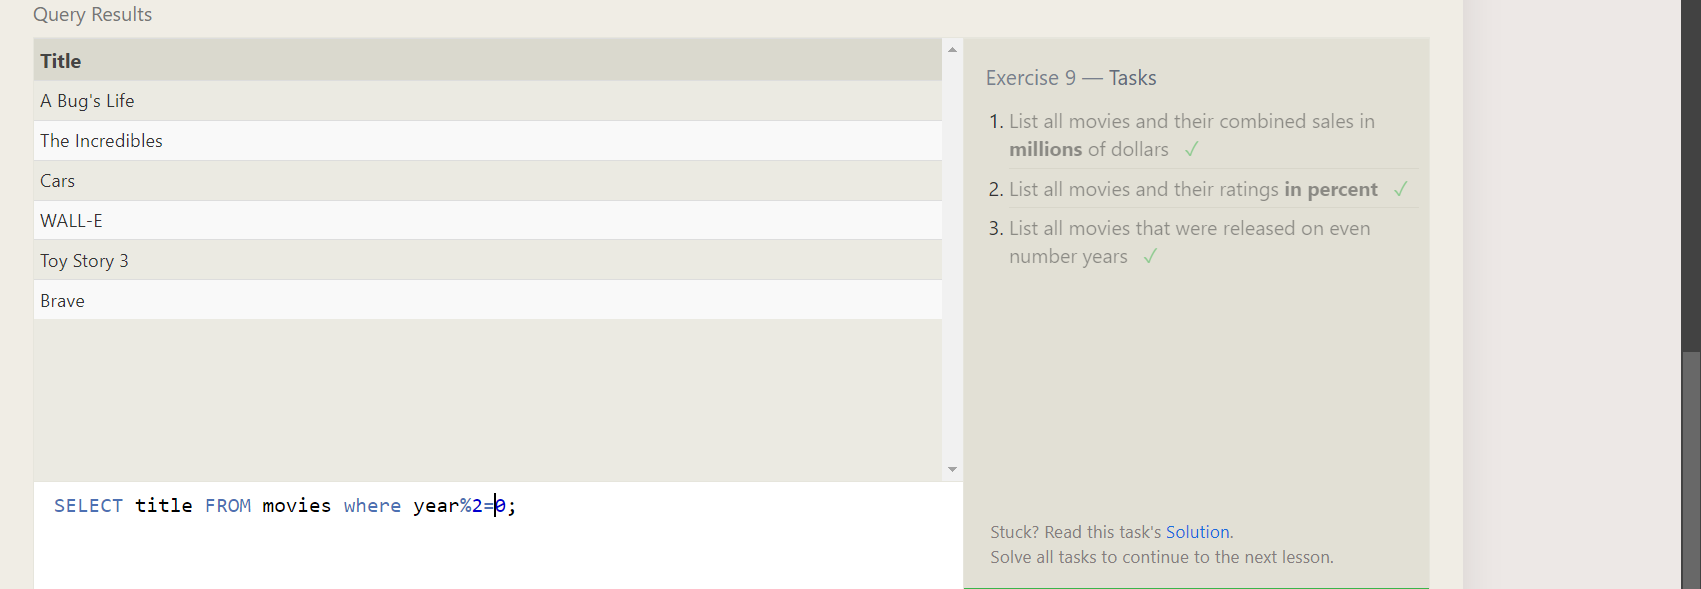 Query Results
Title
A Bug's Life
The Incredibles
Cars
WALL-E
Toy Story 3
Brave
SELECT title FROM movies where year%2=0;
Exercise 9 — Tasks
1. List all movies and their combined sales in
millions of dollars ✓
2. List all movies and their ratings in percent ✓
3. List all movies that were released on even
number years ✓
Stuck? Read this task's Solution.
Solve all tasks to continue to the next lesson.